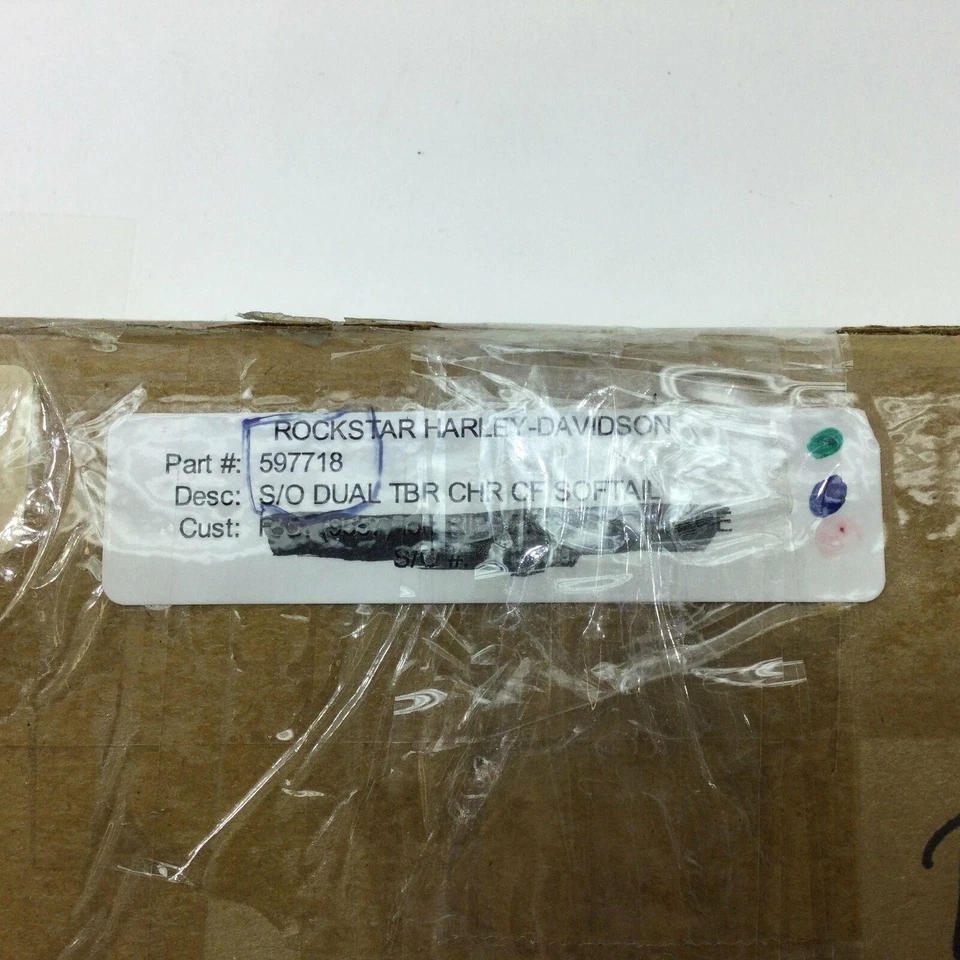 ROCKSTAR HARLEY-DAVIDSON
Part #: 597718
Desc: S/O DUAL TBR CHR CF SOFTAIL
Cust:
S/O #: